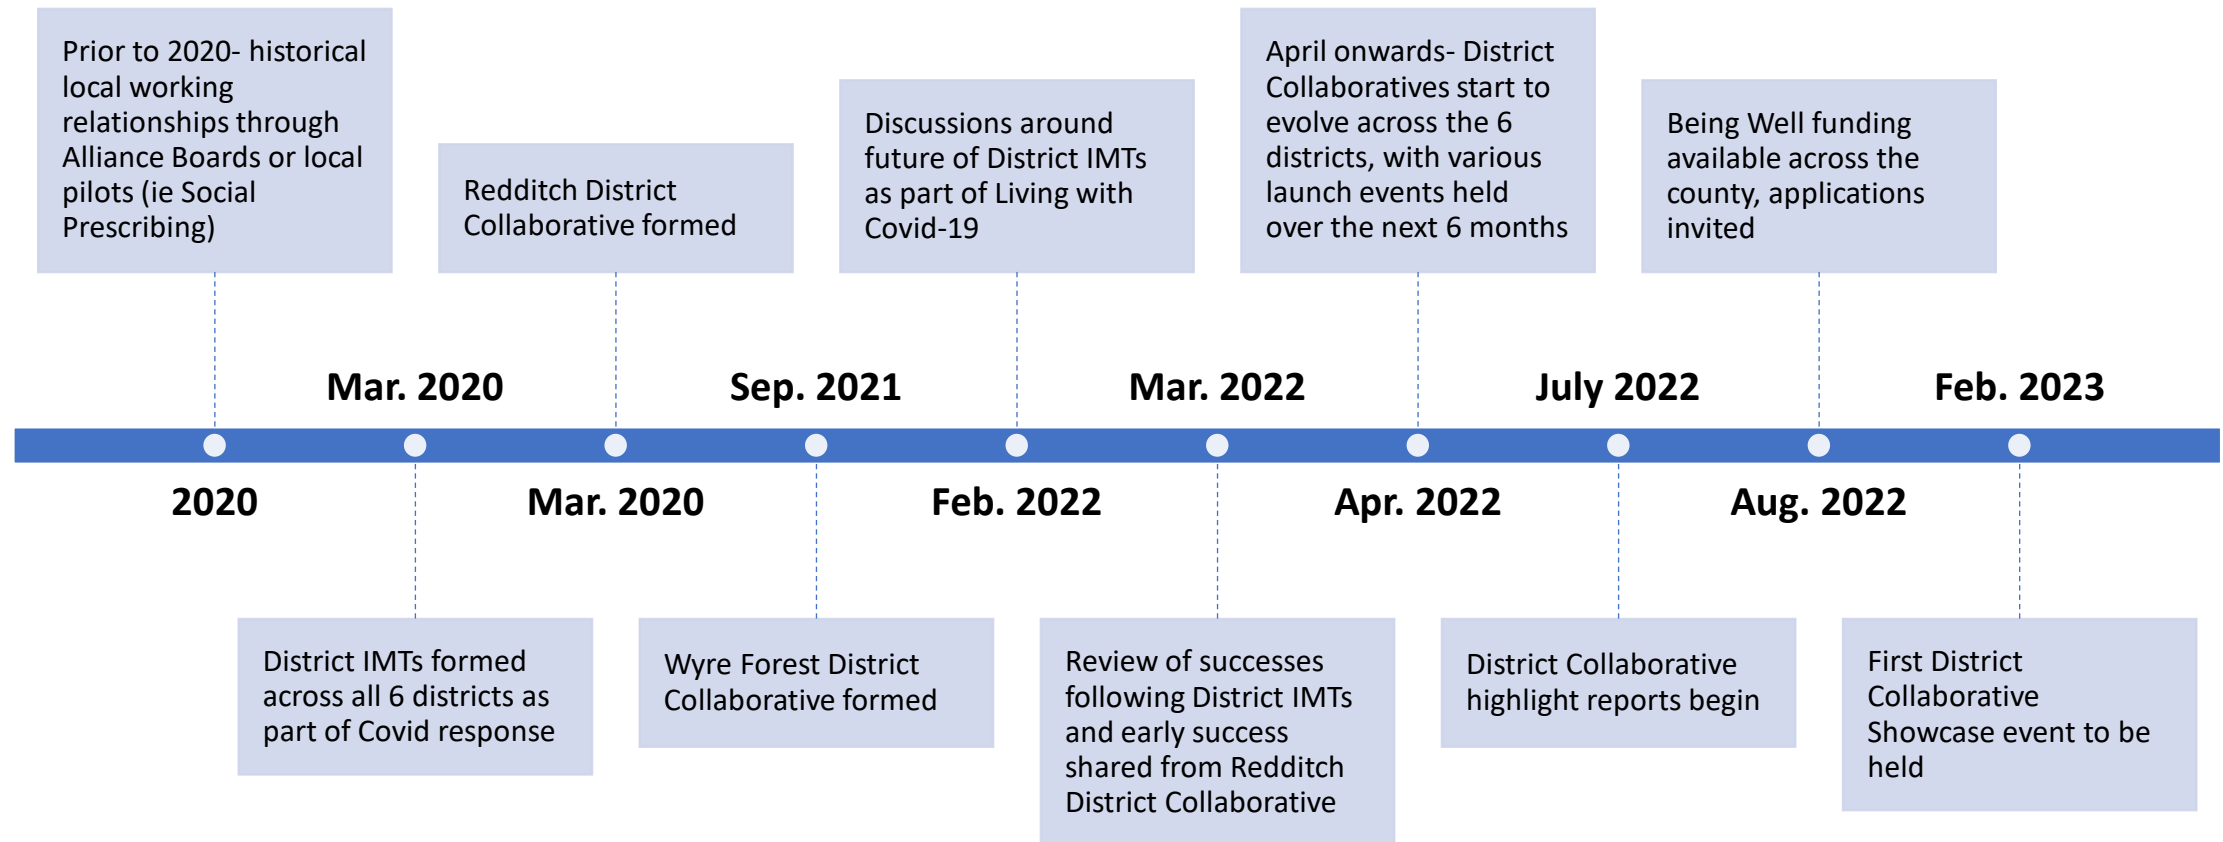 Prior to 2020- historical
local working
relationships through
Alliance Boards or local
pilots (ie Social
Prescribing)
Redditch District
Collaborative formed
Discussions around
future of District IMTs
as part of Living with
Covid-19
April onwards- District
Collaboratives start to
evolve across the 6
districts, with various
launch events held
over the next 6 months
Being Well funding
available across the
county, applications
invited
Mar. 2020
Sep. 2021
Mar. 2022
July 2022
Feb. 2023
2020
Mar. 2020
Feb. 2022
Apr. 2022
Aug. 2022
District IMTs formed
across all 6 districts as
part of Covid response
Wyre Forest District
Collaborative formed
Review of successes
following District IMTs
and early success
shared from Redditch
District Collaborative
District Collaborative
highlight reports begin
First District
Collaborative
Showcase event to be
held